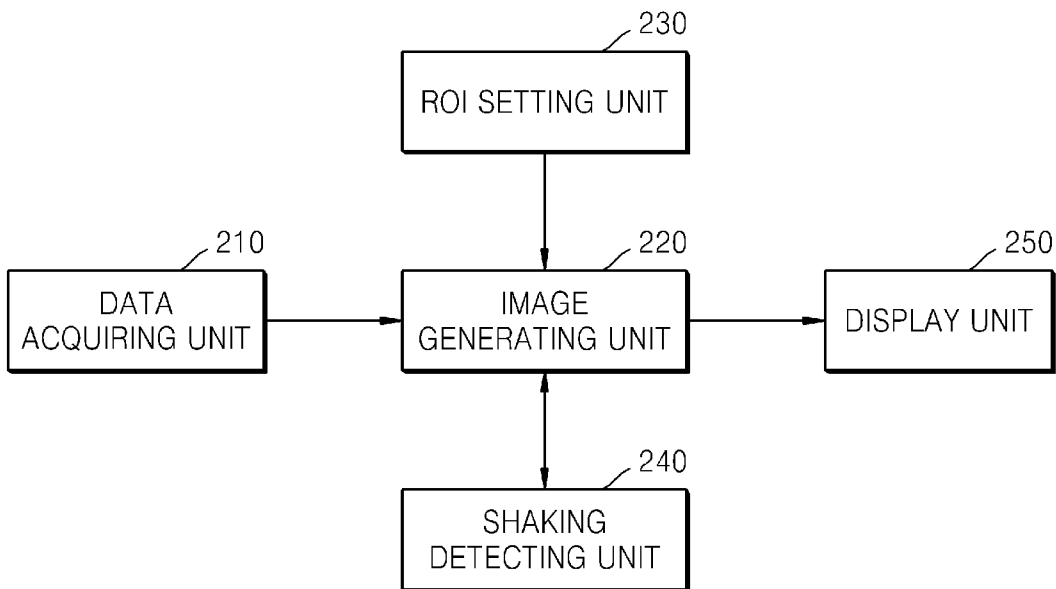 230
ROI SETTING UNIT
210
DATA
ACQUIRING UNIT
220
IMAGE
GENERATING UNIT
250
DISPLAY UNIT
240
SHAKING
DETECTING UNIT